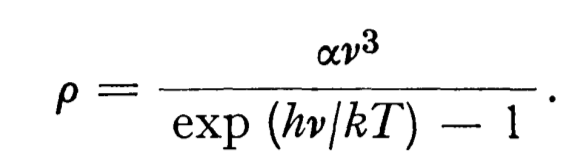 ρ = αν³ / (exp (hν/kT) − 1).